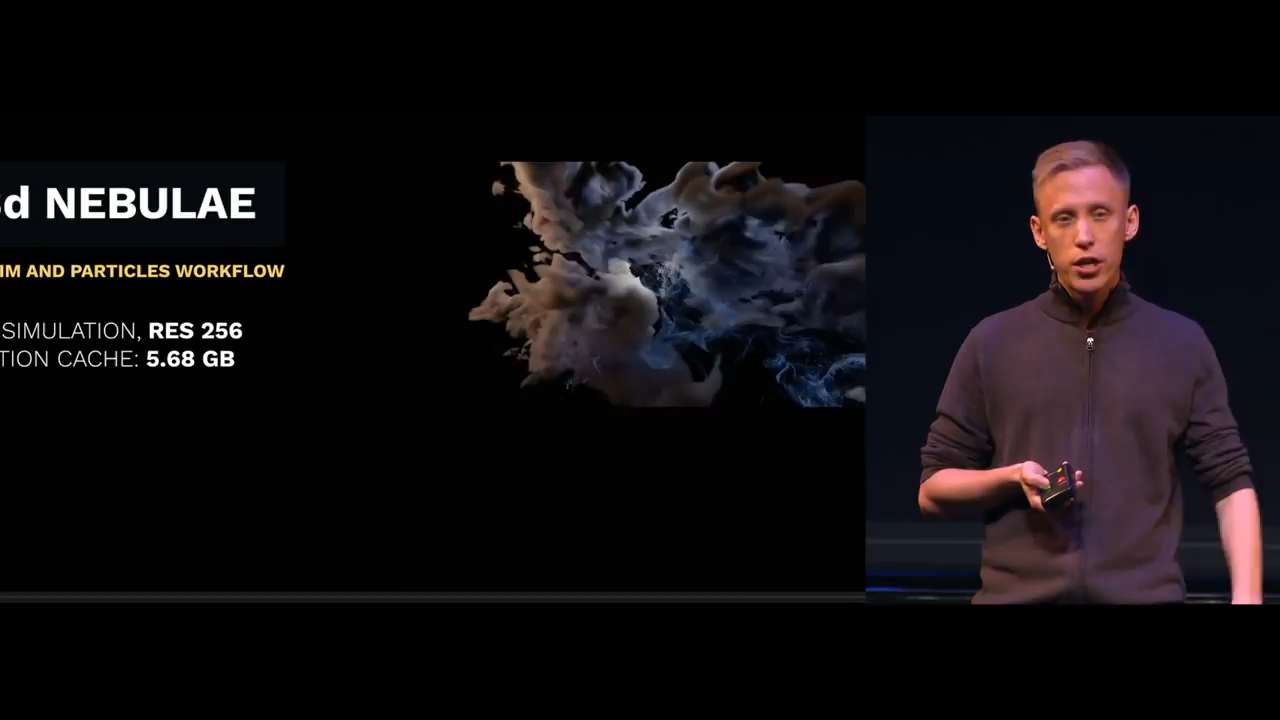 d NEBULAE
IM AND PARTICLES WORKFLOW
SIMULATION, RES 256
TION CACHE: 5.68 GB